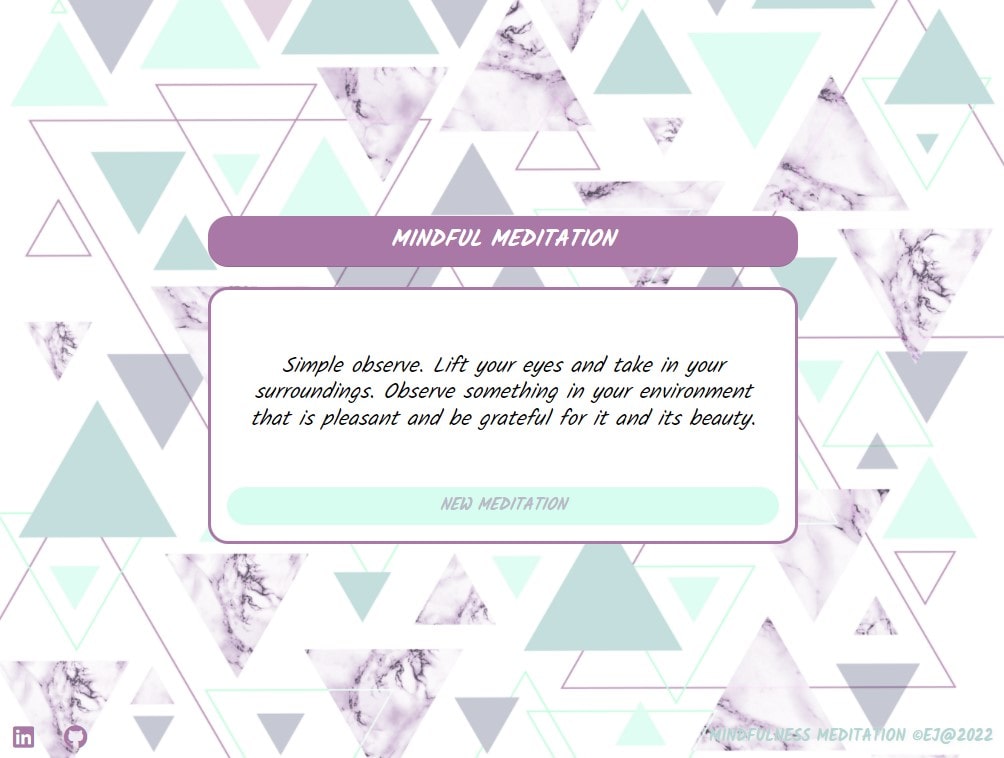 MINDFUL MEDITATION
Simple observe. Lift your eyes and take in your
surroundings. Observe something in your environment
that is pleasant and be grateful for it and its beauty.
NEW MEDITATION
in
MINDFULNESS MEDITATION ©EJ@2022